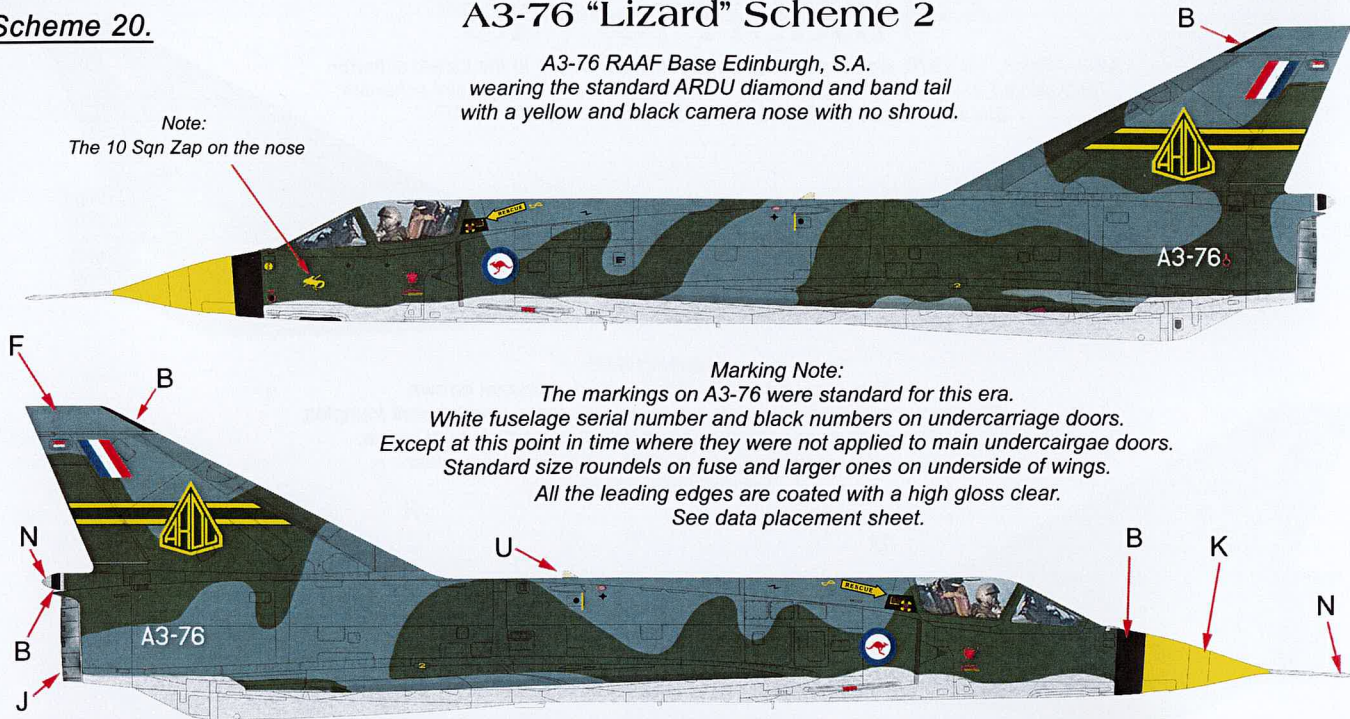 Scheme 20.
A3-76 “Lizard” Scheme 2
B
A3-76 RAAF Base Edinburgh, S.A.
wearing the standard ARDU diamond and band tail
with a yellow and black camera nose with no shroud.
Note:
The 10 Sqn Zap on the nose
ARDU
RESCUE
A3-76
2
F
B
Marking Note:
The markings on A3-76 were standard for this era.
White fuselage serial number and black numbers on undercarriage doors.
Except at this point in time where they were not applied to main undercairgae doors.
Standard size roundels on fuse and larger ones on underside of wings.
All the leading edges are coated with a high gloss clear.
See data placement sheet.
ARDU
N
U
B
K
RESCUE
N
A3-76
B
2
J